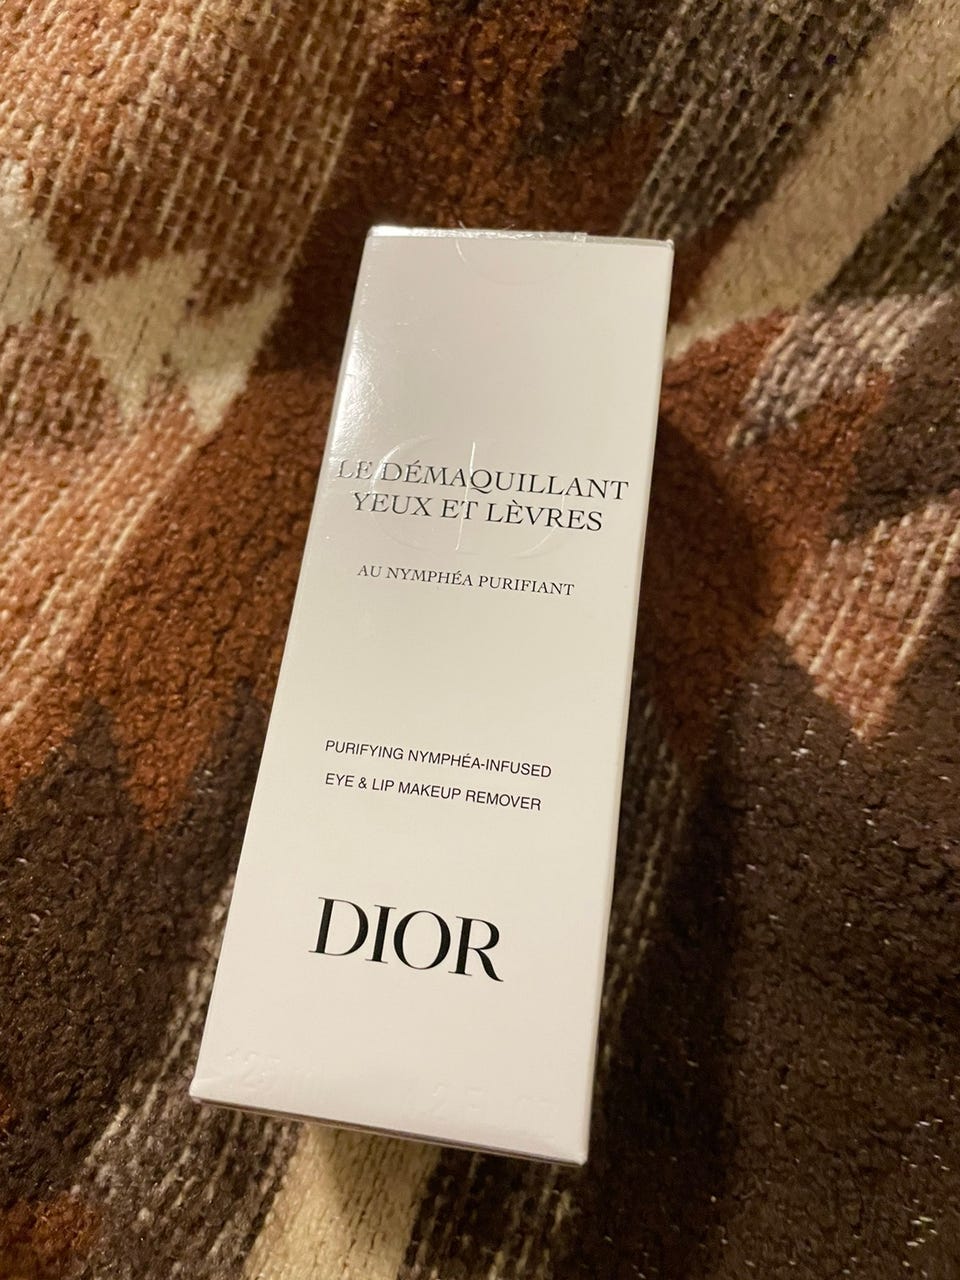 LE DÉMAQUILLANT
YEUX ET LÈVRES
AU NYMPHÉA PURIFIANT
PURIFYING NYMPHÉA-INFUSED
EYE & LIP MAKEUP REMOVER
DIOR